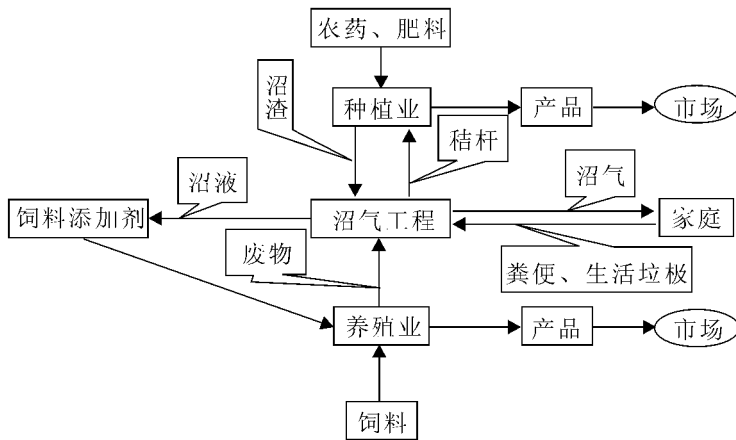 农药、肥料
沼渣
种植业
产品
市场
秸杆
沼液
沼气
饲料添加剂
沼气工程
家庭
废物
粪便、生活垃极
养殖业
产品
市场
饲料